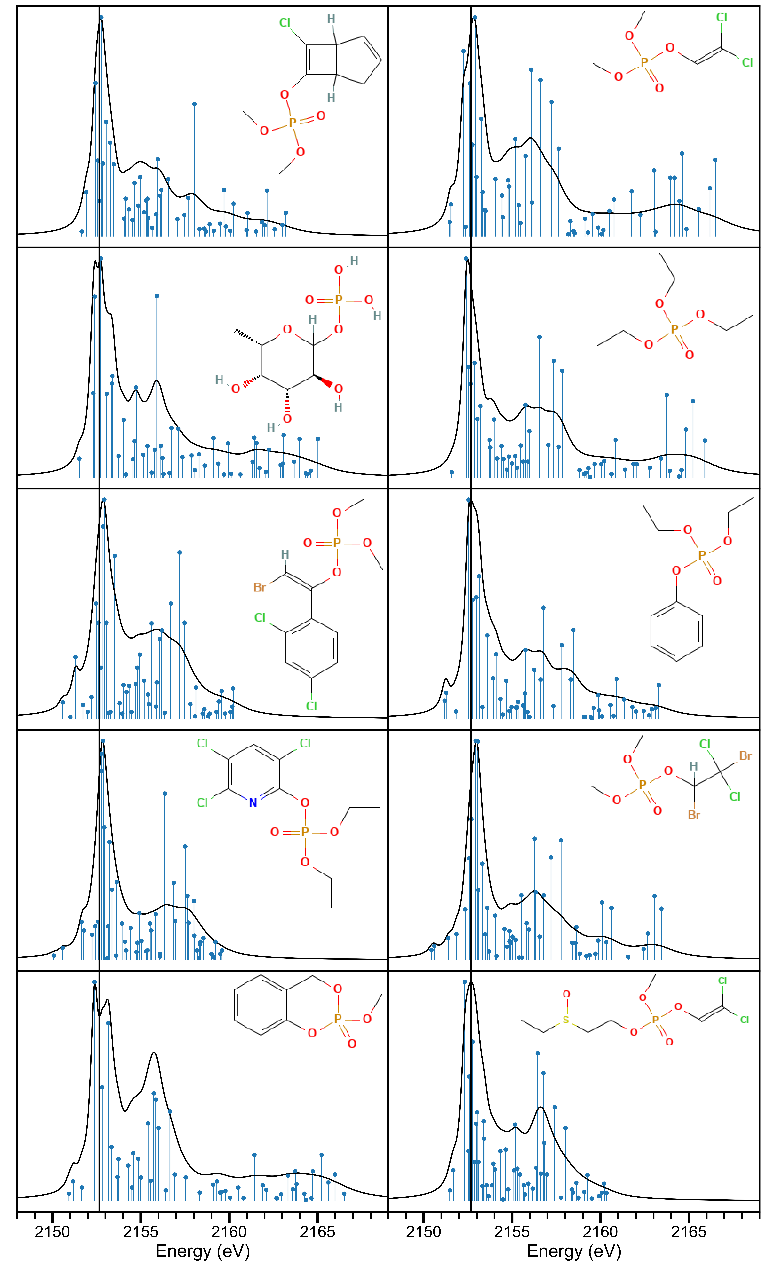 Cl H
O H
P O
O O
Cl
O O
P Cl
O O
O H
O P O
H H
O O
H O O
O H
H
O O
P
O O
O
H O P O
Br O
Cl
Cl
O O
P
O O
Cl Cl
Cl N O
O P O
O
Cl
O O H Br
P
O O Cl
Br
O
P O
O O
O Cl
O O
S P Cl
O O
2150 2155 2160 2165
Energy (eV)
2150 2155 2160 2165
Energy (eV)